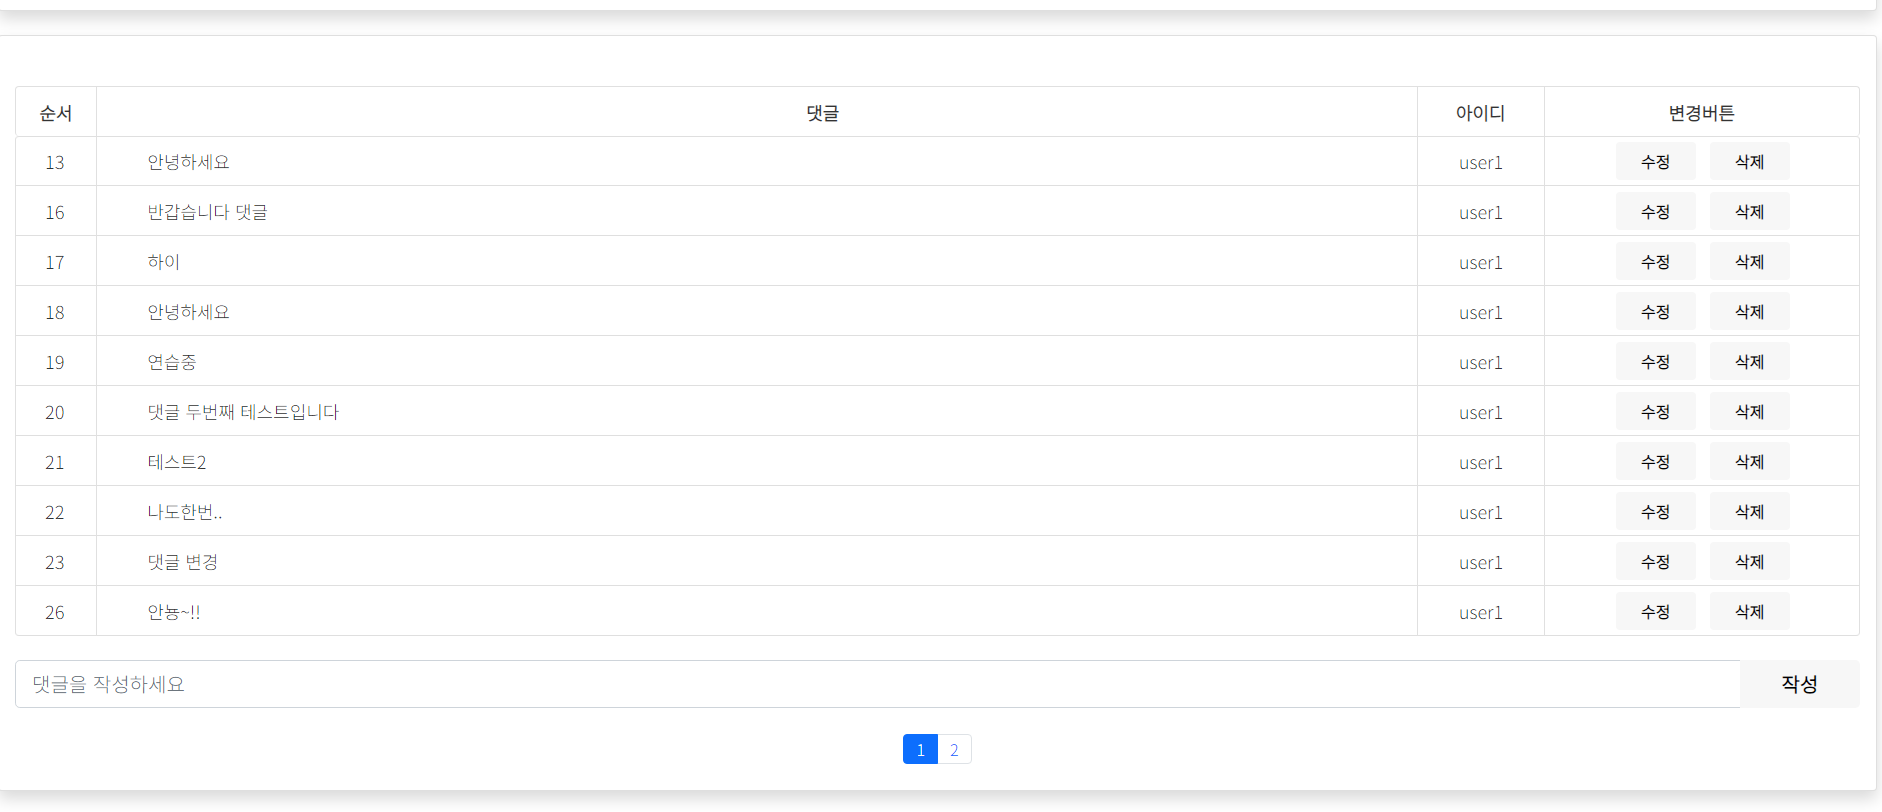 순서 댓글 아이디 변경버튼
13 안녕하세요 user1 수정 삭제
16 반갑습니다 댓글 user1 수정 삭제
17 하이 user1 수정 삭제
18 안녕하세요 user1 수정 삭제
19 연습중 user1 수정 삭제
20 댓글 두번째 테스트입니다 user1 수정 삭제
21 테스트2 user1 수정 삭제
22 나도한번.. user1 수정 삭제
23 댓글 변경 user1 수정 삭제
26 안뇽~!! user1 수정 삭제
댓글을 작성하세요 작성
1 2